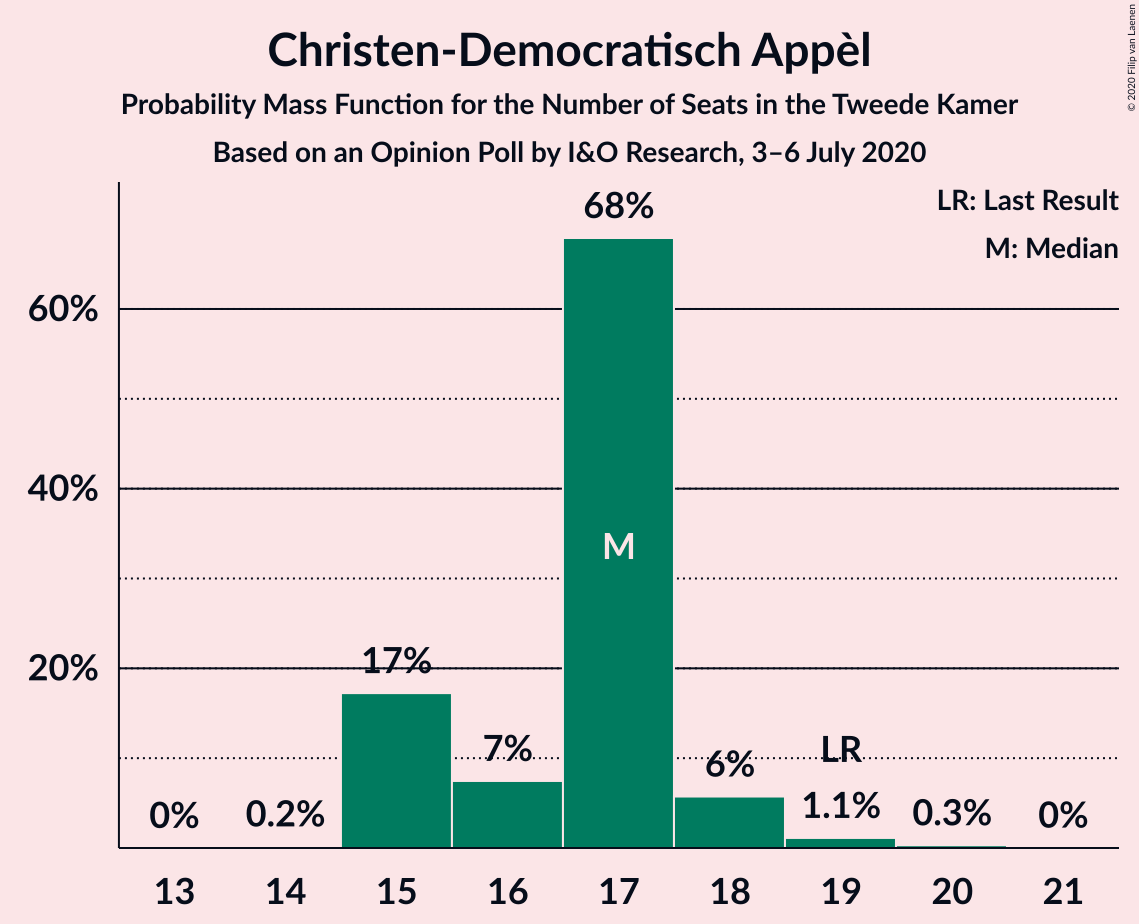 Christen-Democratisch Appèl
Probability Mass Function for the Number of Seats in the Tweede Kamer
Based on an Opinion Poll by I&O Research, 3–6 July 2020
© 2020 Filip van Laenen
LR: Last Result
M: Median
68%
60%
40%
M
20%
17%
7%
6%
LR
0%
0.2%
1.1%
0.3%
0%
13 14 15 16 17 18 19 20 21